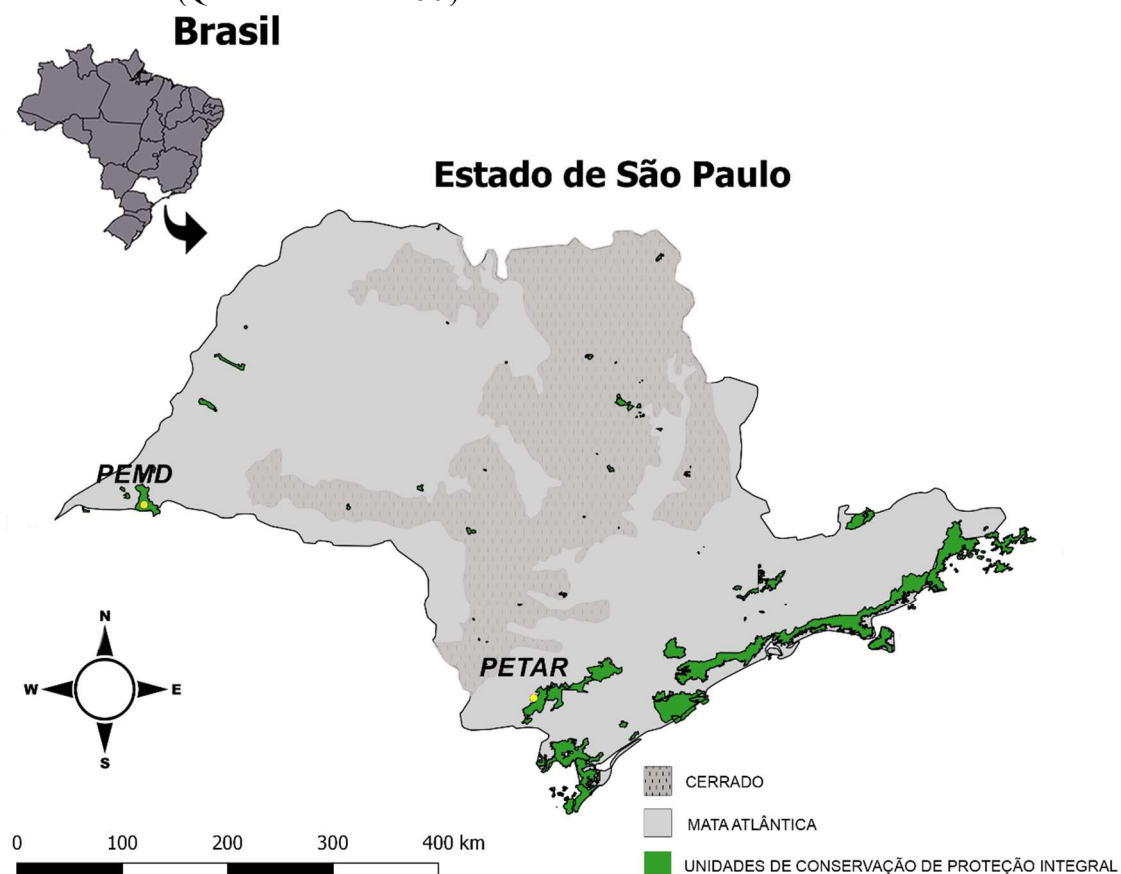 Brasil
Estado de São Paulo
PEMD
PETAR
N
W
E
S
CERRADO
MATA ATLÂNTICA
UNIDADES DE CONSERVAÇÃO DE PROTEÇÃO INTEGRAL
0 100 200 300 400 km